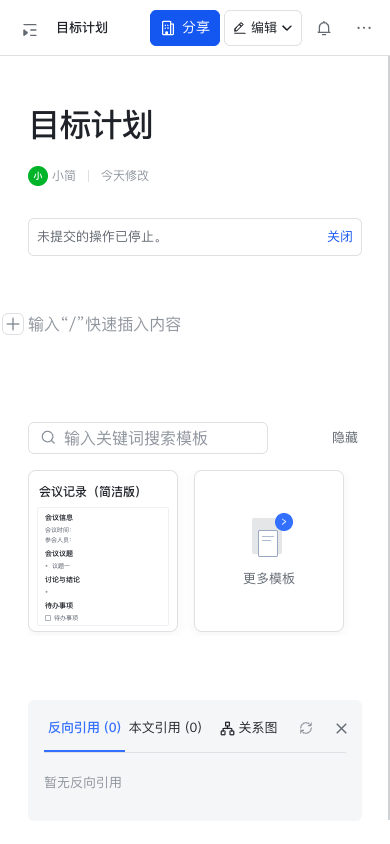 目标计划
分享
编辑
目标计划
小 小简 今天修改
未提交的操作已停止。 关闭
输入“/”快速插入内容
输入关键词搜索模板 隐藏
会议记录（简洁版）
会议信息
会议时间：
参会人员：
会议议题
• 议题一
讨论与结论
•
待办事项
待办事项
更多模板
反向引用 (0) 本文引用 (0) 关系图
暂无反向引用